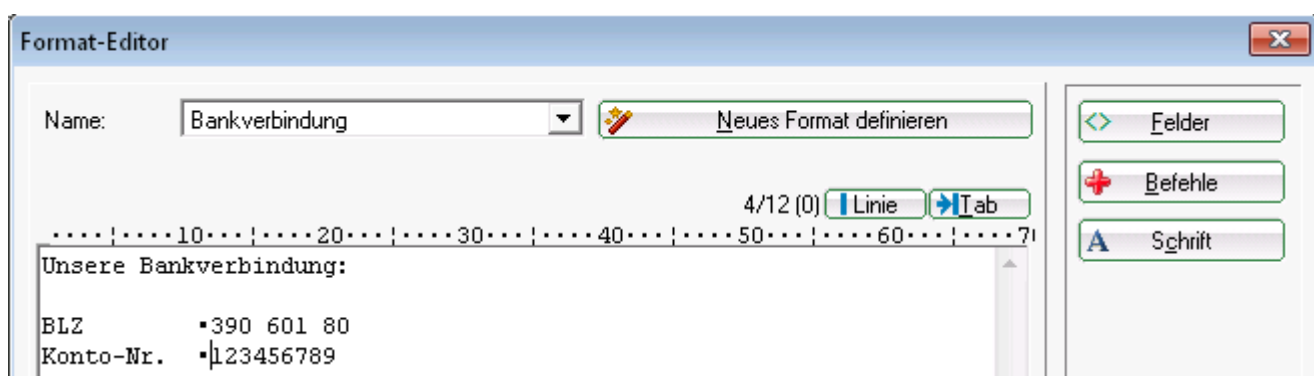 Format-Editor
Name: Bankverbindung Neues Format definieren Felder
Befehle
4/12 (0) Linie Tab
....¦....10...¦....20...¦....30...¦....40...¦....50...¦....60...¦....70
Schrift
Unsere Bankverbindung:
BLZ ▪390 601 80
Konto-Nr. ▪123456789